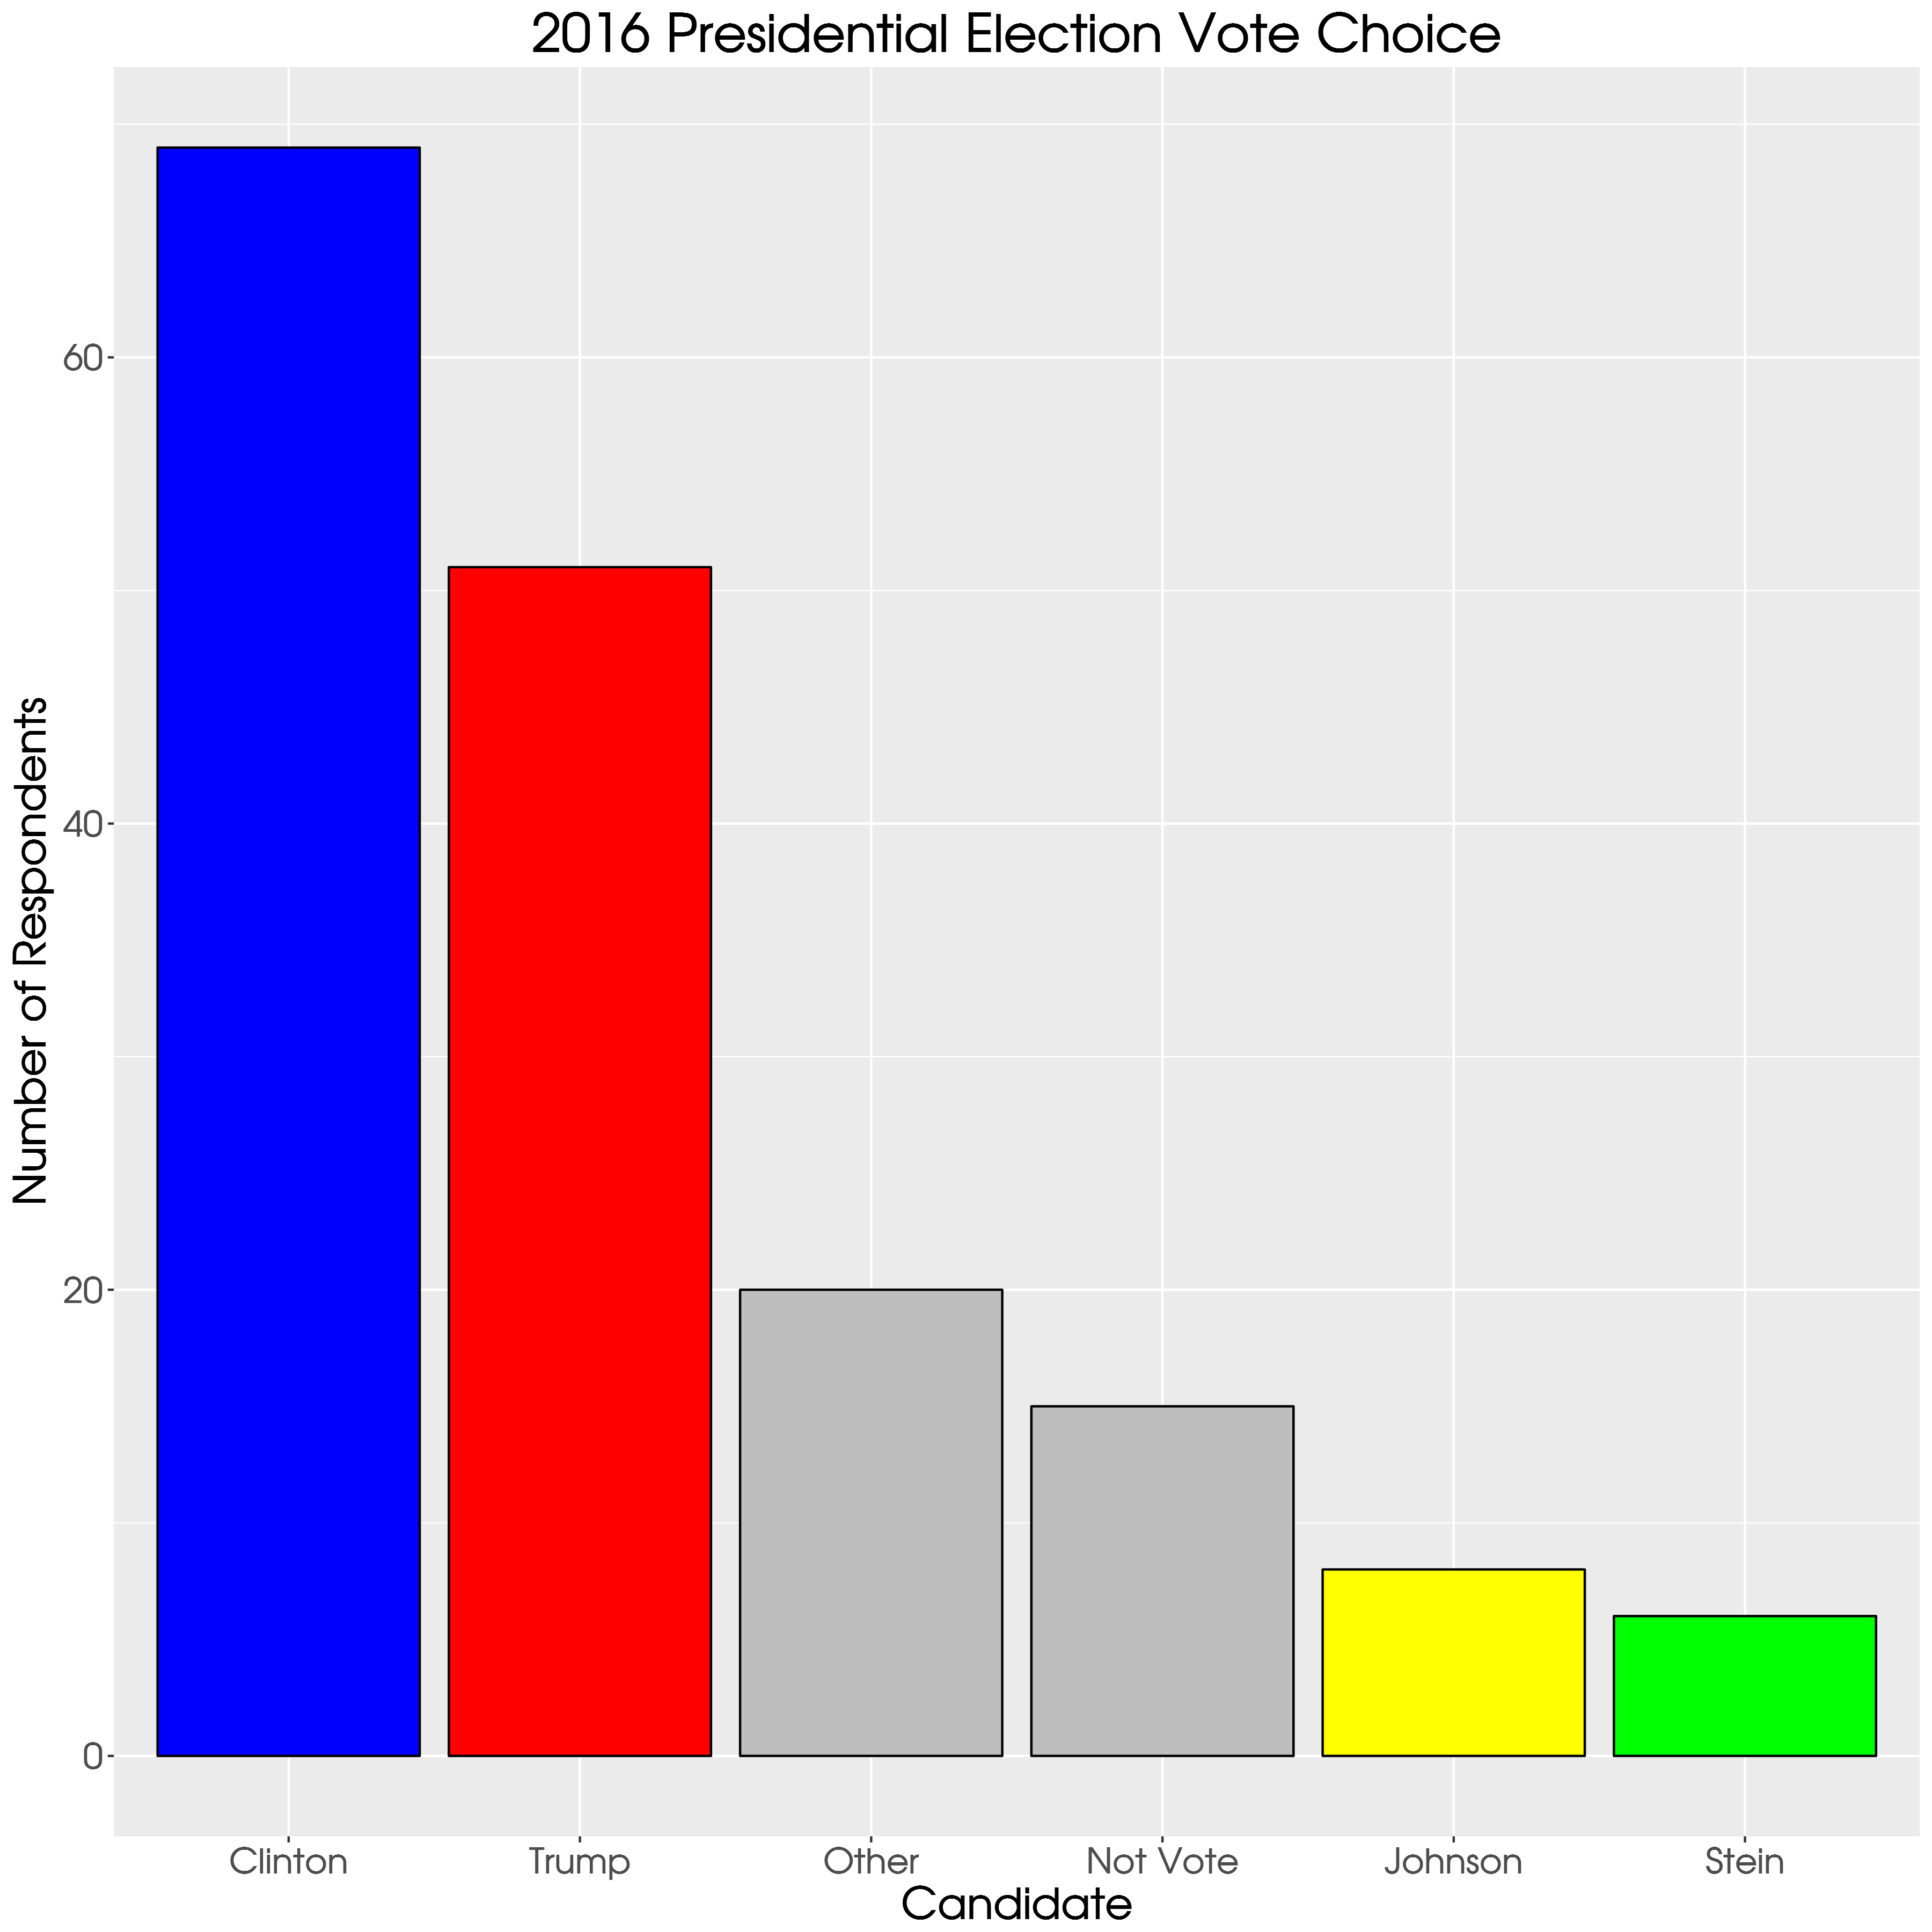 2016 Presidential Election Vote Choice
Number of Respondents
60
40
20
0
Clinton Trump Other Not Vote Johnson Stein
Candidate